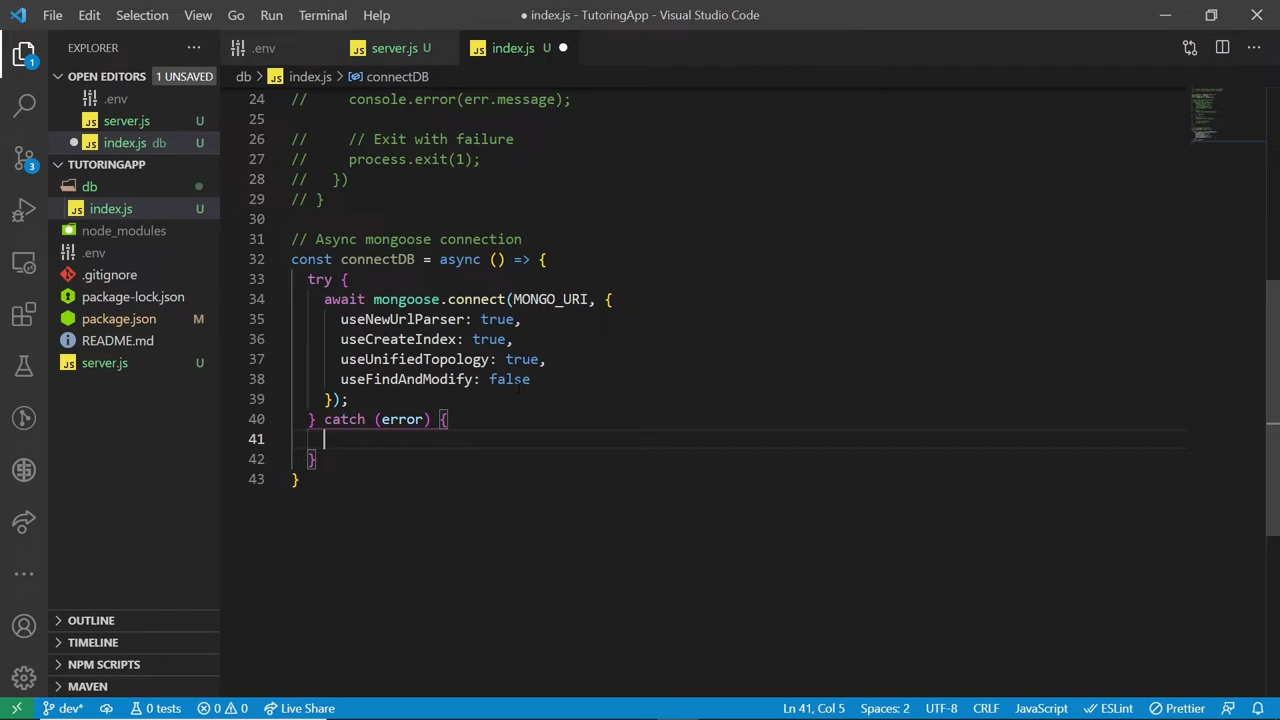 File Edit Selection View Go Run Terminal Help ● index.js - TutoringApp - Visual Studio Code
EXPLORER ···
.env
JS server.js U
JS index.js U
OPEN EDITORS 1 UNSAVED
db > JS index.js > connectDB
.env
JS server.js U
JS index.js db U
TUTORINGAPP
db
JS index.js U
node_modules
.env
.gitignore
package-lock.json
package.json M
README.md
JS server.js U
OUTLINE
TIMELINE
NPM SCRIPTS
MAVEN
1
3
24 //     console.error(err.message);
25
26 //     // Exit with failure
27 //     process.exit(1);
28 //   })
29 // }
30
31 // Async mongoose connection
32 const connectDB = async () => {
33   try {
34     await mongoose.connect(MONGO_URI, {
35       useNewUrlParser: true,
36       useCreateIndex: true,
37       useUnifiedTopology: true,
38       useFindAndModify: false
39     });
40   } catch (error) {
41
42   }
43 }
dev* 0 tests 0 0 Live Share Ln 41, Col 5 Spaces: 2 UTF-8 CRLF JavaScript ESLint Prettier